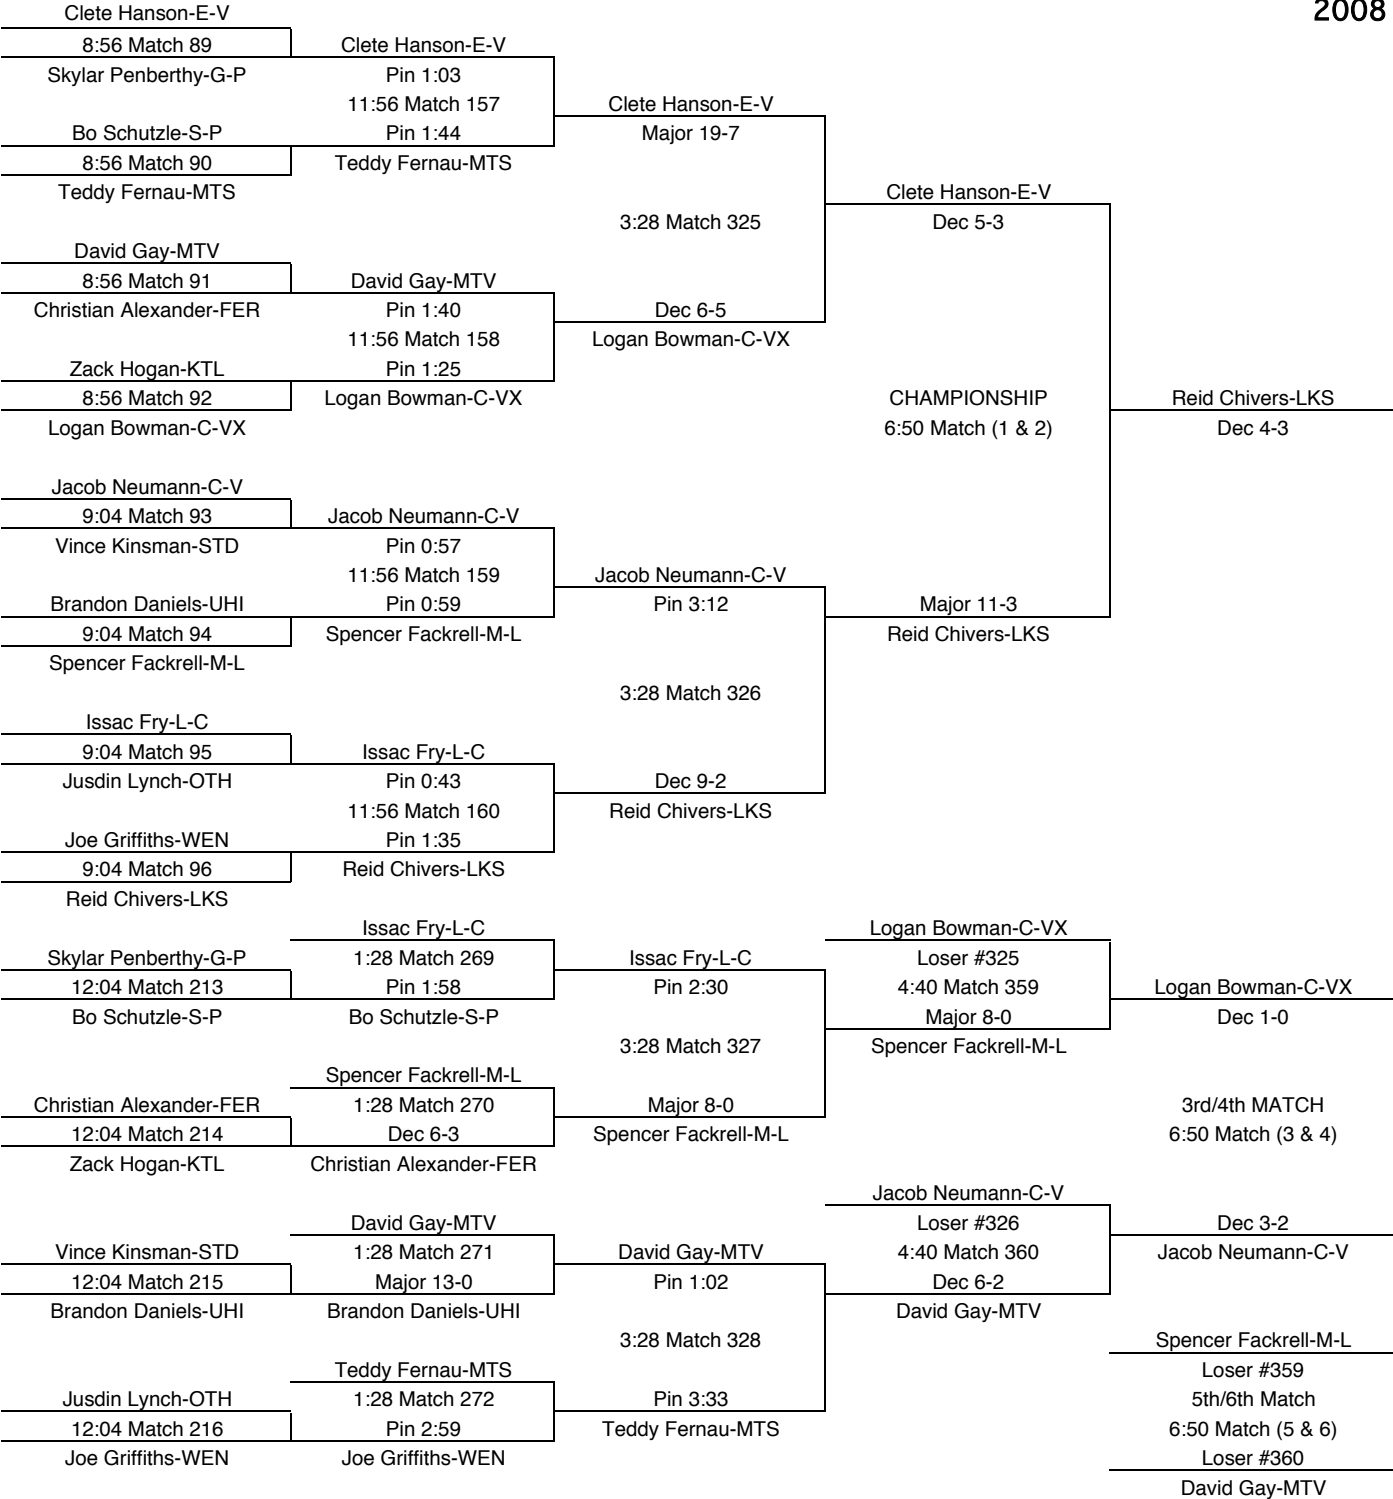 2008
Clete Hanson-E-V
8:56 Match 89
Clete Hanson-E-V
Skylar Penberthy-G-P
Pin 1:03
11:56 Match 157
Clete Hanson-E-V
Bo Schutzle-S-P
Pin 1:44
Major 19-7
8:56 Match 90
Teddy Fernau-MTS
Teddy Fernau-MTS
Clete Hanson-E-V
3:28 Match 325
Dec 5-3
David Gay-MTV
8:56 Match 91
David Gay-MTV
Christian Alexander-FER
Pin 1:40
Dec 6-5
11:56 Match 158
Logan Bowman-C-VX
Zack Hogan-KTL
Pin 1:25
8:56 Match 92
Logan Bowman-C-VX
CHAMPIONSHIP
Reid Chivers-LKS
Logan Bowman-C-VX
6:50 Match (1 & 2)
Dec 4-3
Jacob Neumann-C-V
9:04 Match 93
Jacob Neumann-C-V
Vince Kinsman-STD
Pin 0:57
11:56 Match 159
Jacob Neumann-C-V
Brandon Daniels-UHI
Pin 0:59
Pin 3:12
Major 11-3
9:04 Match 94
Spencer Fackrell-M-L
Reid Chivers-LKS
Spencer Fackrell-M-L
3:28 Match 326
Issac Fry-L-C
9:04 Match 95
Issac Fry-L-C
Jusdin Lynch-OTH
Pin 0:43
Dec 9-2
11:56 Match 160
Reid Chivers-LKS
Joe Griffiths-WEN
Pin 1:35
9:04 Match 96
Reid Chivers-LKS
Reid Chivers-LKS
Issac Fry-L-C
Logan Bowman-C-VX
Skylar Penberthy-G-P
1:28 Match 269
Issac Fry-L-C
Loser #325
12:04 Match 213
Pin 1:58
Pin 2:30
4:40 Match 359
Logan Bowman-C-VX
Bo Schutzle-S-P
Bo Schutzle-S-P
Major 8-0
Dec 1-0
3:28 Match 327
Spencer Fackrell-M-L
Spencer Fackrell-M-L
Christian Alexander-FER
1:28 Match 270
Major 8-0
3rd/4th MATCH
12:04 Match 214
Dec 6-3
Spencer Fackrell-M-L
6:50 Match (3 & 4)
Zack Hogan-KTL
Christian Alexander-FER
Jacob Neumann-C-V
David Gay-MTV
Loser #326
Dec 3-2
Vince Kinsman-STD
1:28 Match 271
David Gay-MTV
4:40 Match 360
Jacob Neumann-C-V
12:04 Match 215
Major 13-0
Pin 1:02
Dec 6-2
Brandon Daniels-UHI
Brandon Daniels-UHI
David Gay-MTV
3:28 Match 328
Spencer Fackrell-M-L
Teddy Fernau-MTS
Loser #359
Jusdin Lynch-OTH
1:28 Match 272
Pin 3:33
5th/6th Match
12:04 Match 216
Pin 2:59
Teddy Fernau-MTS
6:50 Match (5 & 6)
Joe Griffiths-WEN
Joe Griffiths-WEN
Loser #360
David Gay-MTV